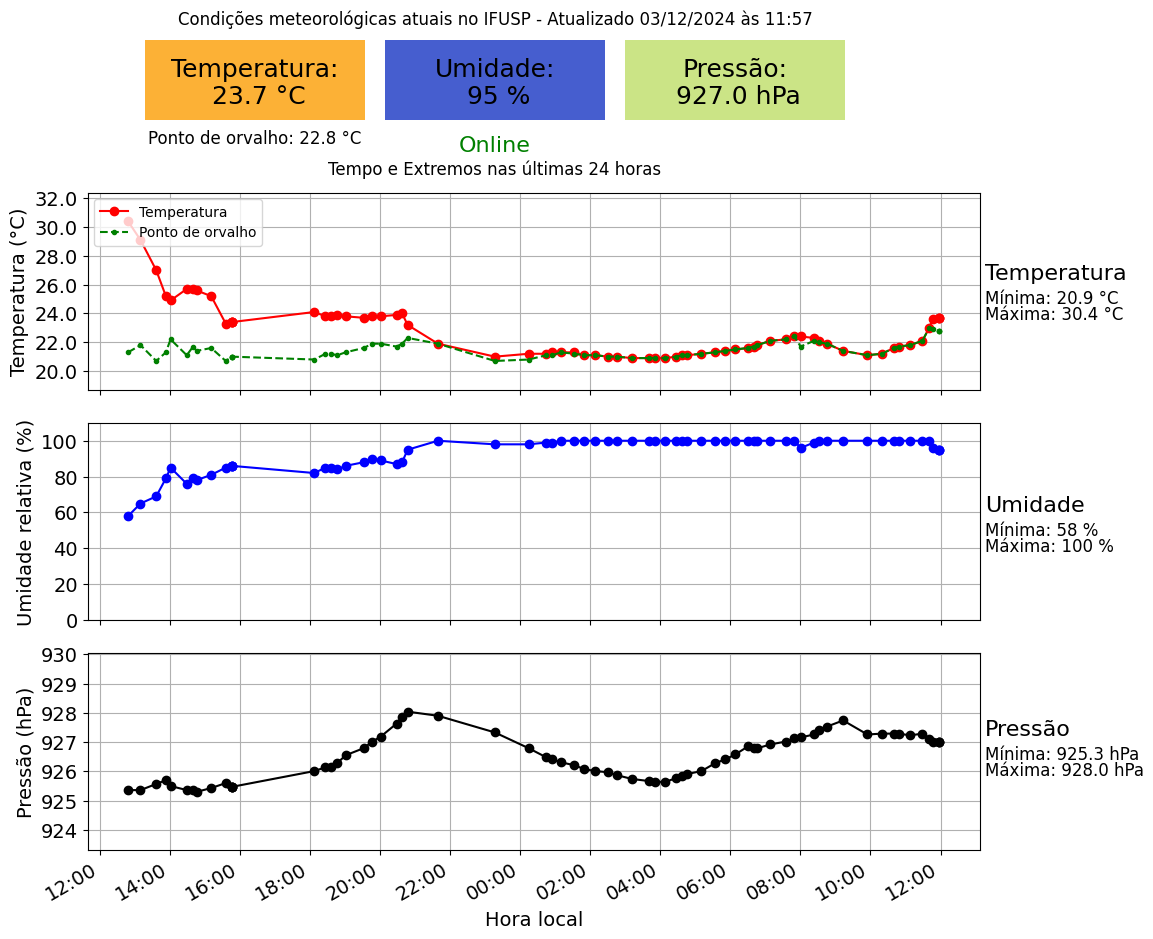 Condições meteorológicas atuais no IFUSP - Atualizado 03/12/2024 às 11:57
Temperatura:
23.7 °C
Umidade:
95 %
Pressão:
927.0 hPa
Ponto de orvalho: 22.8 °C
Online
Tempo e Extremos nas últimas 24 horas
Temperatura (°C)
32.0
30.0
28.0
26.0
24.0
22.0
20.0
Temperatura
Ponto de orvalho
Temperatura
Mínima: 20.9 °C
Máxima: 30.4 °C
Umidade relativa (%)
100
80
60
40
20
0
Umidade
Mínima: 58 %
Máxima: 100 %
Pressão (hPa)
930
929
928
927
926
925
924
Pressão
Mínima: 925.3 hPa
Máxima: 928.0 hPa
12:00 14:00 16:00 18:00 20:00 22:00 00:00 02:00 04:00 06:00 08:00 10:00 12:00
Hora local